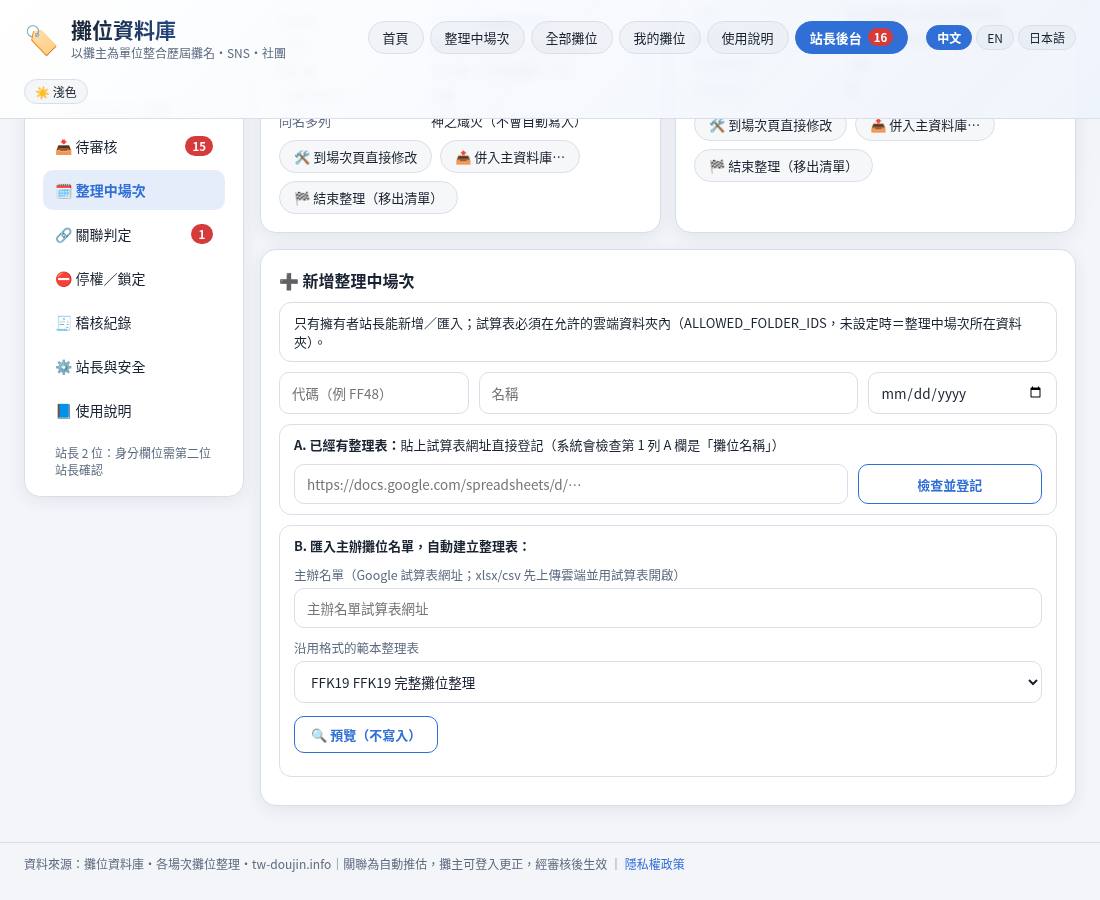 攤位資料庫
以攤主為單位整合歷屆攤名・SNS・社團
首頁
整理中場次
全部攤位
我的攤位
使用說明
站長後台 16
中文
EN
日本語
☀️ 淺色
📥 待審核 15
🗓️ 整理中場次
🔗 關聯判定 1
⛔ 停權／鎖定
🧾 稽核紀錄
⚙️ 站長與安全
📘 使用說明
站長 2 位：身分欄位需第二位
站長確認
同名多列 神之熾火（不會自動寫入）
🛠️ 到場次頁直接修改
📤 併入主資料庫…
🏁 結束整理（移出清單）
🛠️ 到場次頁直接修改
📤 併入主資料庫…
🏁 結束整理（移出清單）
➕ 新增整理中場次
只有擁有者站長能新增／匯入；試算表必須在允許的雲端資料夾內（ALLOWED_FOLDER_IDS，未設定時＝整理中場次所在資料
夾）。
代碼（例 FF48）
名稱
mm/dd/yyyy
A. 已經有整理表：貼上試算表網址直接登記（系統會檢查第 1 列 A 欄是「攤位名稱」）
https://docs.google.com/spreadsheets/d/…
檢查並登記
B. 匯入主辦攤位名單，自動建立整理表：
主辦名單（Google 試算表網址；xlsx/csv 先上傳雲端並用試算表開啟）
主辦名單試算表網址
沿用格式的範本整理表
FFK19 FFK19 完整攤位整理
🔍 預覽（不寫入）
資料來源：攤位資料庫・各場次攤位整理・tw-doujin.info｜關聯為自動推估，攤主可登入更正，經審核後生效 ｜ 隱私權政策